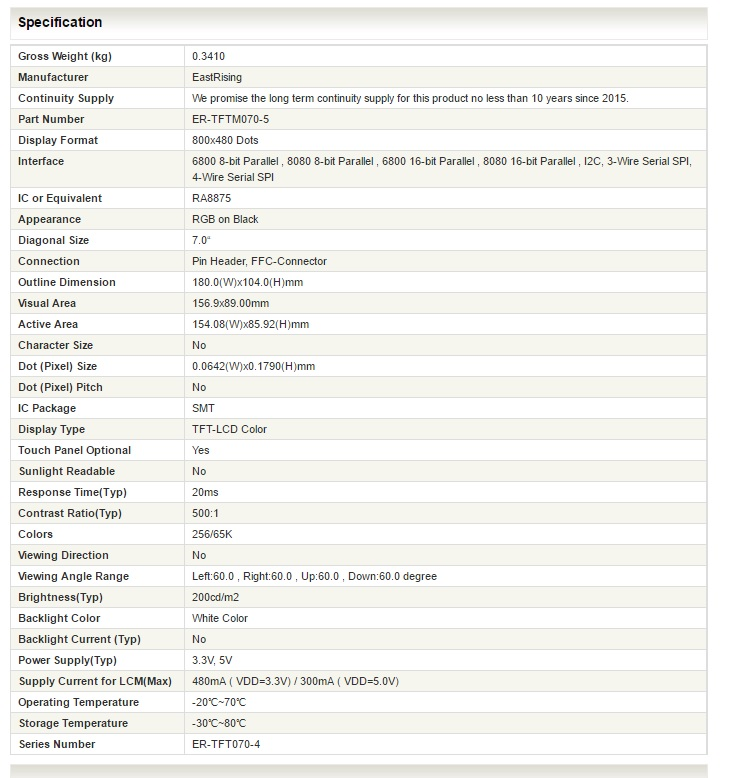 Specification
Gross Weight (kg) 0.3410
Manufacturer EastRising
Continuity Supply We promise the long term continuity supply for this product no less than 10 years since 2015.
Part Number ER-TFTM070-5
Display Format 800x480 Dots
Interface 6800 8-bit Parallel , 8080 8-bit Parallel , 6800 16-bit Parallel , 8080 16-bit Parallel , I2C, 3-Wire Serial SPI,
4-Wire Serial SPI
IC or Equivalent RA8875
Appearance RGB on Black
Diagonal Size 7.0“
Connection Pin Header, FFC-Connector
Outline Dimension 180.0(W)x104.0(H)mm
Visual Area 156.9x89.00mm
Active Area 154.08(W)x85.92(H)mm
Character Size No
Dot (Pixel) Size 0.0642(W)x0.1790(H)mm
Dot (Pixel) Pitch No
IC Package SMT
Display Type TFT-LCD Color
Touch Panel Optional Yes
Sunlight Readable No
Response Time(Typ) 20ms
Contrast Ratio(Typ) 500:1
Colors 256/65K
Viewing Direction No
Viewing Angle Range Left:60.0 , Right:60.0 , Up:60.0 , Down:60.0 degree
Brightness(Typ) 200cd/m2
Backlight Color White Color
Backlight Current (Typ) No
Power Supply(Typ) 3.3V, 5V
Supply Current for LCM(Max) 480mA ( VDD=3.3V) / 300mA ( VDD=5.0V)
Operating Temperature -20℃~70℃
Storage Temperature -30℃~80℃
Series Number ER-TFT070-4